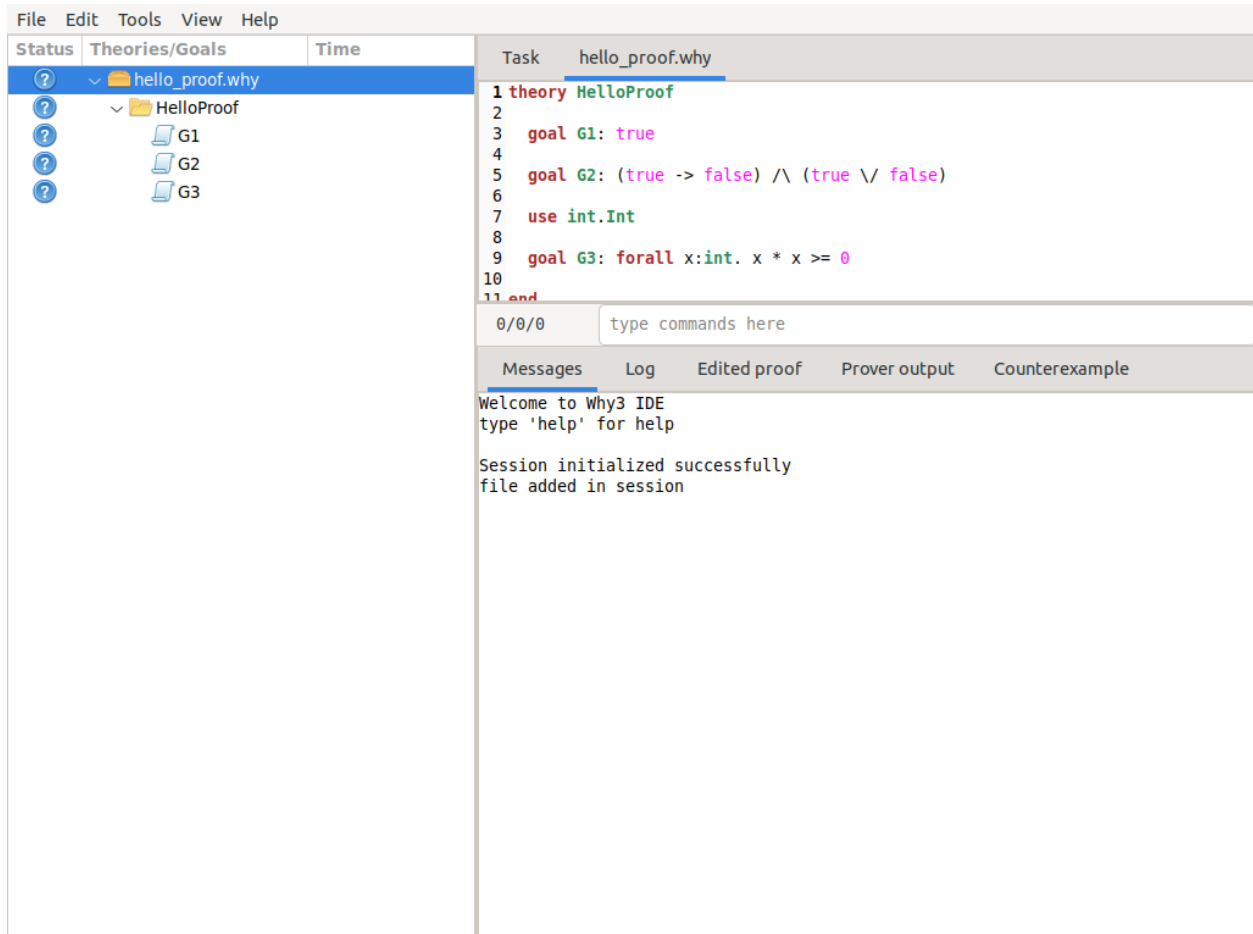 File Edit Tools View Help
Status Theories/Goals Time
hello_proof.why
HelloProof
G1
G2
G3
Task hello_proof.why
1 theory HelloProof
2
3 goal G1: true
4
5 goal G2: (true -> false) /\ (true \/ false)
6
7 use int.Int
8
9 goal G3: forall x:int. x * x >= 0
10
11 end
0/0/0 type commands here
Messages Log Edited proof Prover output Counterexample
Welcome to Why3 IDE
type 'help' for help
Session initialized successfully
file added in session